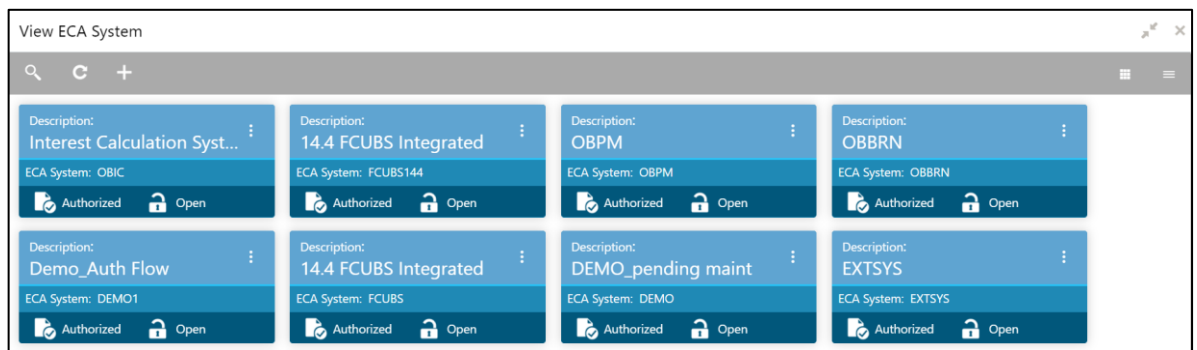 View ECA System
Description: Description: Description: Description:
Interest Calculation Syst... 14.4 FCUBS Integrated OBPM OBBRN
ECA System: OBIC ECA System: FCUBS144 ECA System: OBPM ECA System: OBBRN
Authorized Open Authorized Open Authorized Open Authorized Open
Description: Description: Description: Description:
Demo_Auth Flow 14.4 FCUBS Integrated DEMO_pending maint EXTSYS
ECA System: DEMO1 ECA System: FCUBS ECA System: DEMO ECA System: EXTSYS
Authorized Open Authorized Open Authorized Open Authorized Open